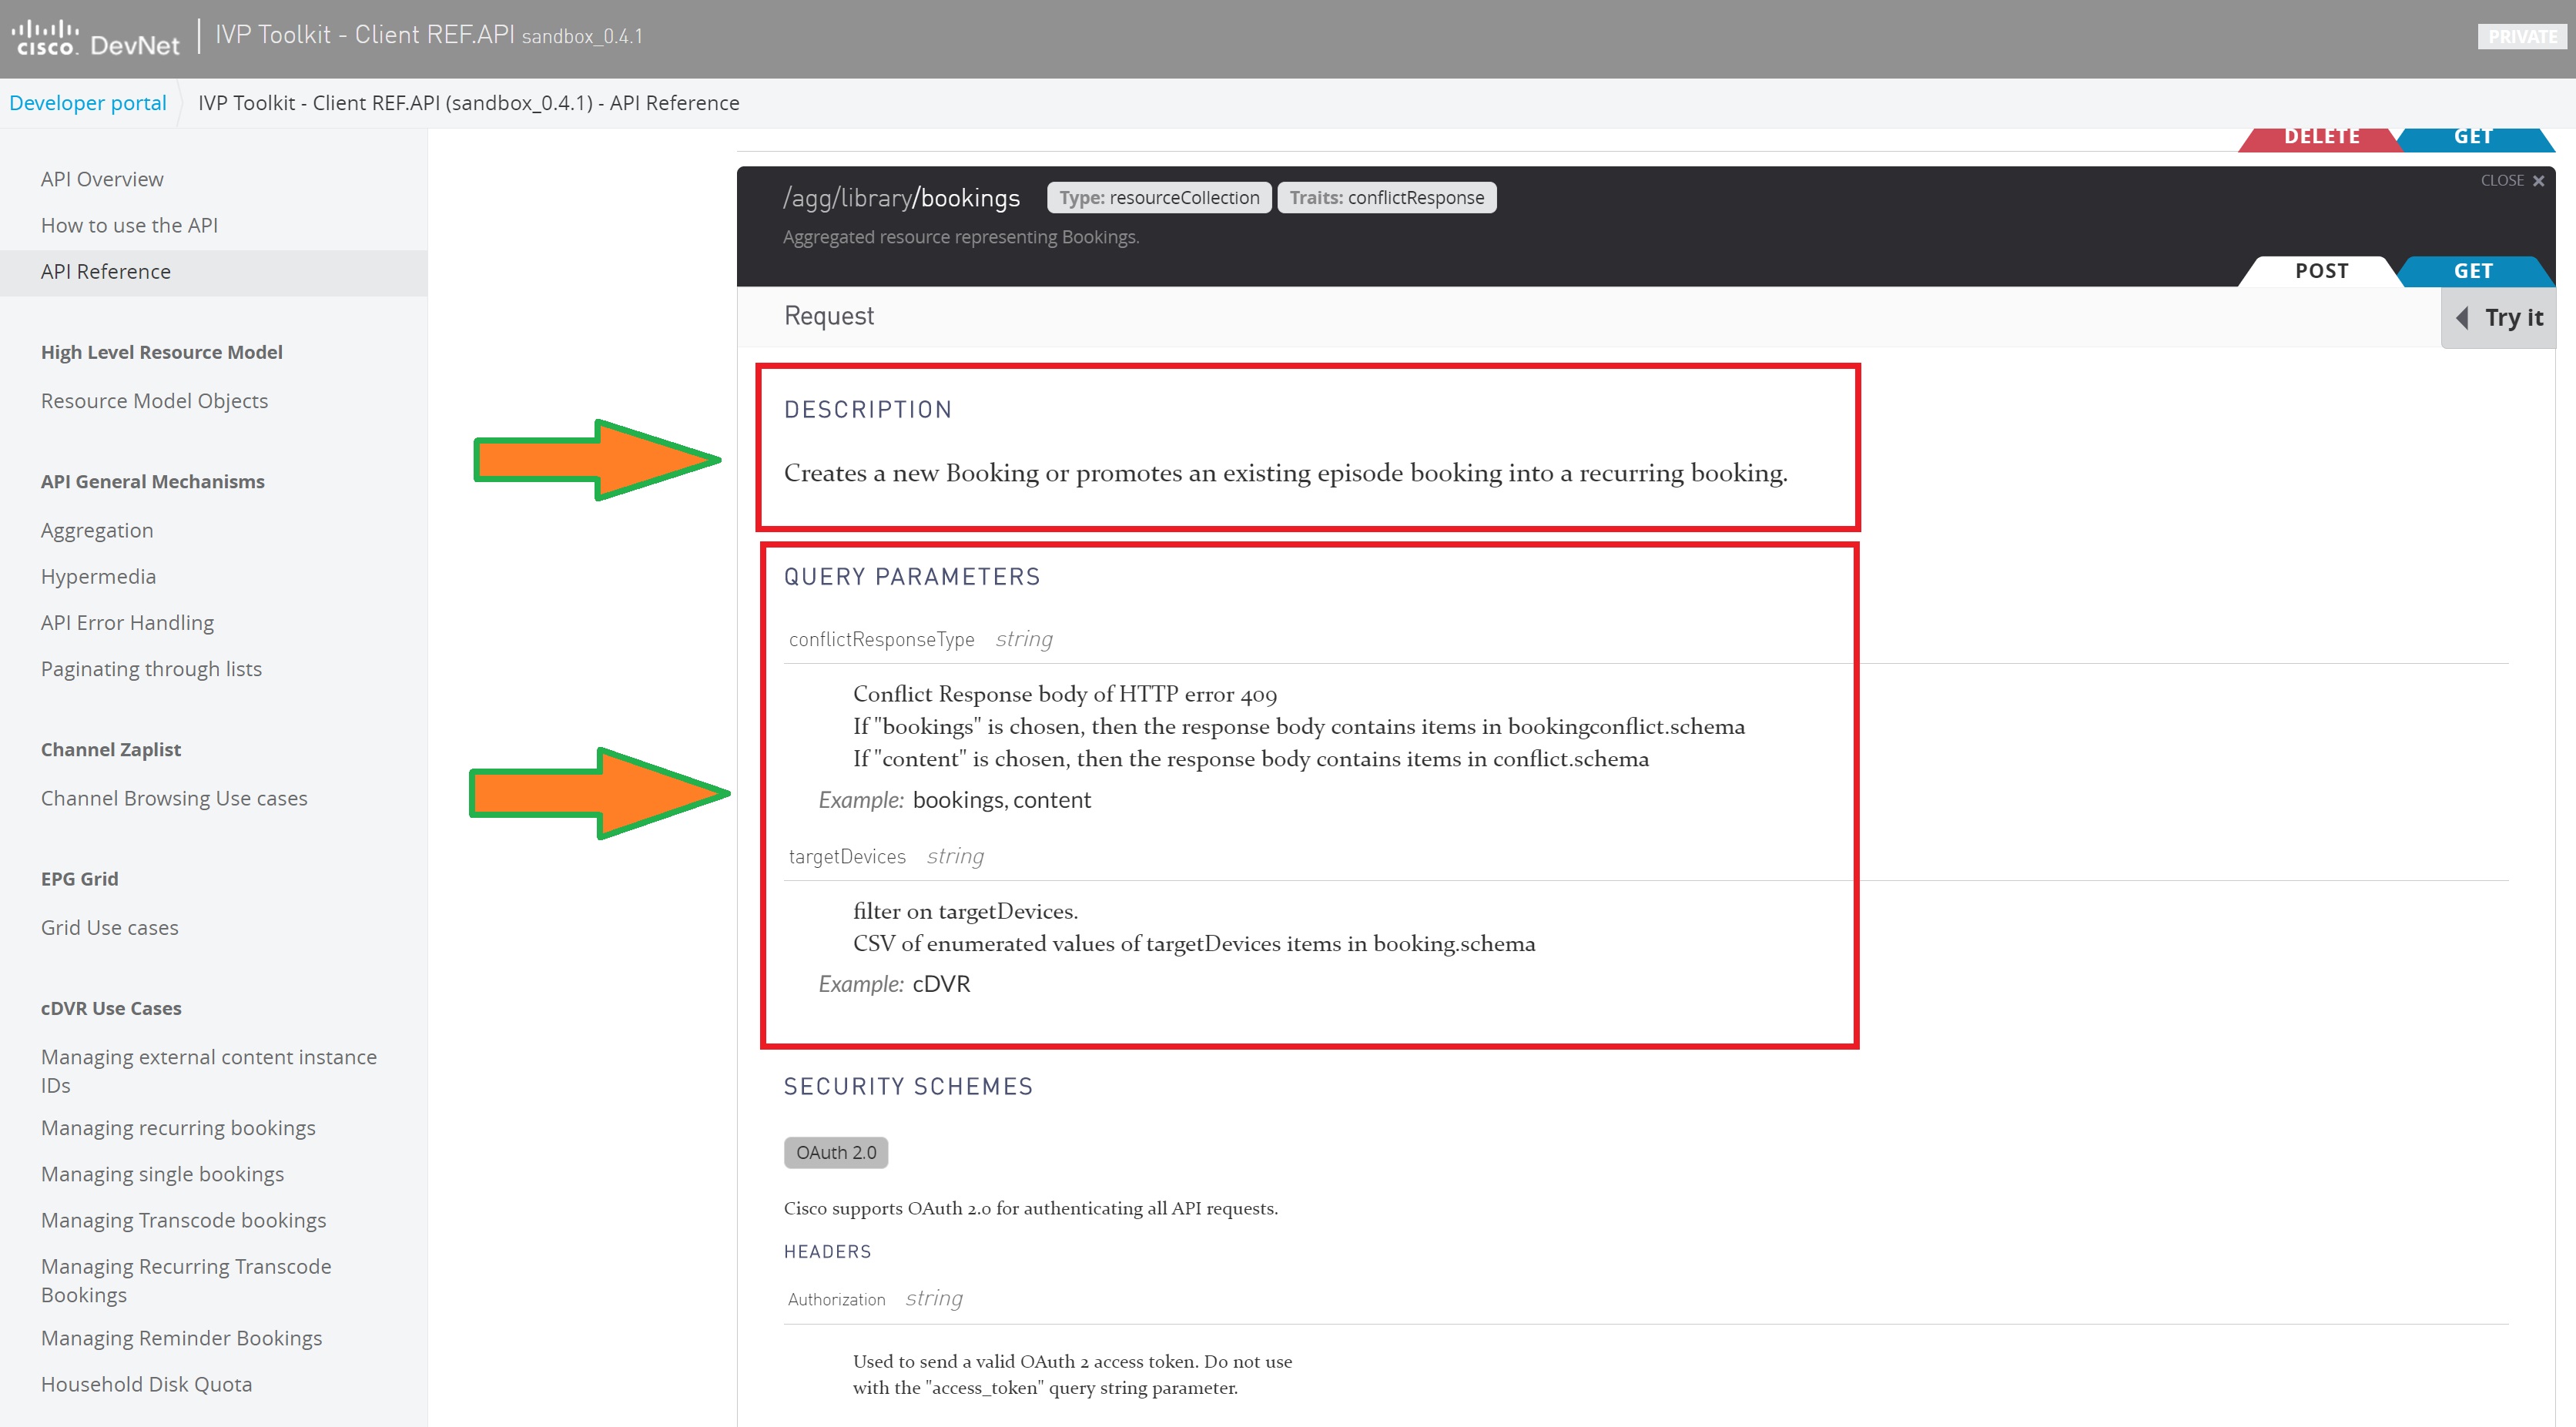 cisco. DevNet
IVP Toolkit - Client REF.API sandbox_0.4.1
PRIVATE
Developer portal
IVP Toolkit - Client REF.API (sandbox_0.4.1) - API Reference
API Overview
How to use the API
API Reference
High Level Resource Model
Resource Model Objects
API General Mechanisms
Aggregation
Hypermedia
API Error Handling
Paginating through lists
Channel Zaplist
Channel Browsing Use cases
EPG Grid
Grid Use cases
cDVR Use Cases
Managing external content instance
IDs
Managing recurring bookings
Managing single bookings
Managing Transcode bookings
Managing Recurring Transcode
Bookings
Managing Reminder Bookings
Household Disk Quota
DELETE GET
/agg/library/bookings Type: resourceCollection Traits: conflictResponse
CLOSE X
Aggregated resource representing Bookings.
POST GET
Request
Try it
DESCRIPTION
Creates a new Booking or promotes an existing episode booking into a recurring booking.
QUERY PARAMETERS
conflictResponseType string
Conflict Response body of HTTP error 409
If "bookings" is chosen, then the response body contains items in bookingconflict.schema
If "content" is chosen, then the response body contains items in conflict.schema
Example: bookings, content
targetDevices string
filter on targetDevices.
CSV of enumerated values of targetDevices items in booking.schema
Example: cDVR
SECURITY SCHEMES
OAuth 2.0
Cisco supports OAuth 2.0 for authenticating all API requests.
HEADERS
Authorization string
Used to send a valid OAuth 2 access token. Do not use
with the "access_token" query string parameter.